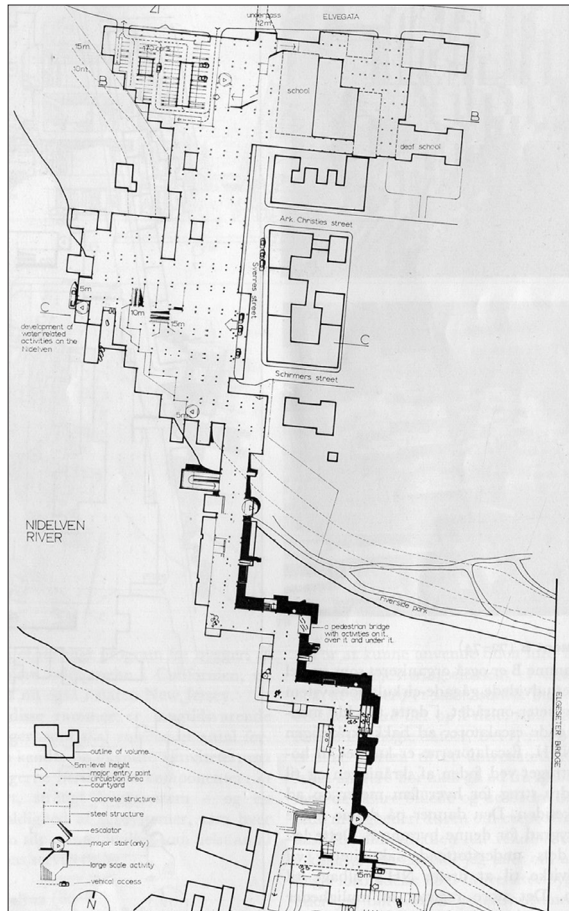 underpass
12m
ELVEGATA
15m
10m
B
school
B
deaf school
Ark. Christies street
Sverres street
5m
C
10m
15m
development of
water related
activities on the
Nidelven
C
Schirmers street
5m
NIDELVEN
RIVER
Riverside park
a pedestrian bridge
with activities on it,
over it and under it.
ELGESETER BRIDGE
outline of volume
5m level height
major entry point
circulation area
courtyard
concrete structure
steel structure
escalator
major stair(only)
large scale activity
vehical access
15m
N